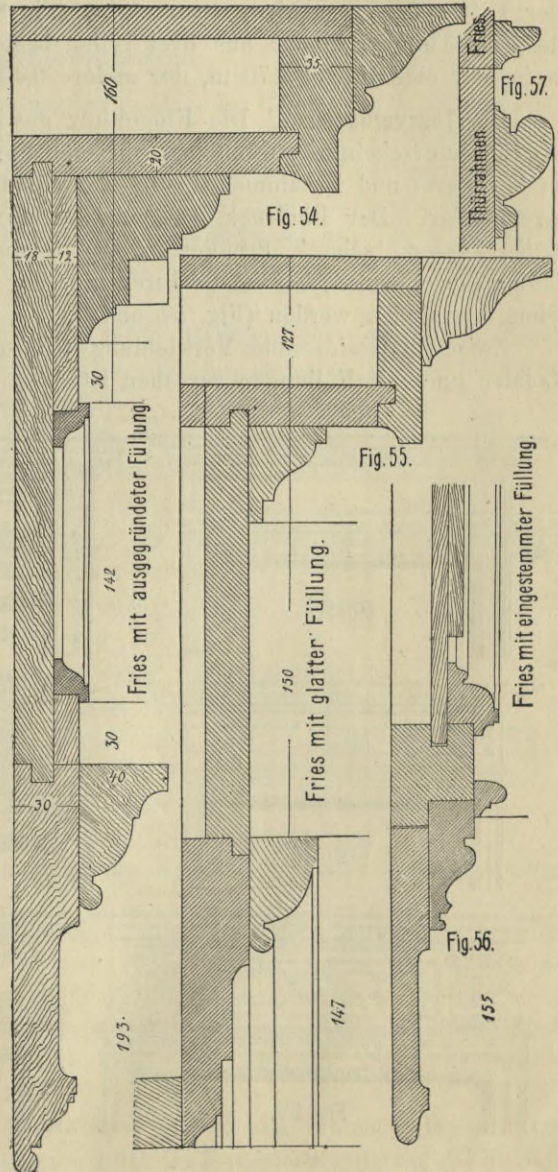 160
35
Fries.
Fig. 57.
Thürrahmen
20
Fig. 54.
18
12
127.
30
Fig. 55.
142
Fries mit ausgegründeter Füllung
150
Fries mit glatter Füllung.
Fries mit eingestemmter Füllung.
30
40
30
Fig. 56.
193.
147
155